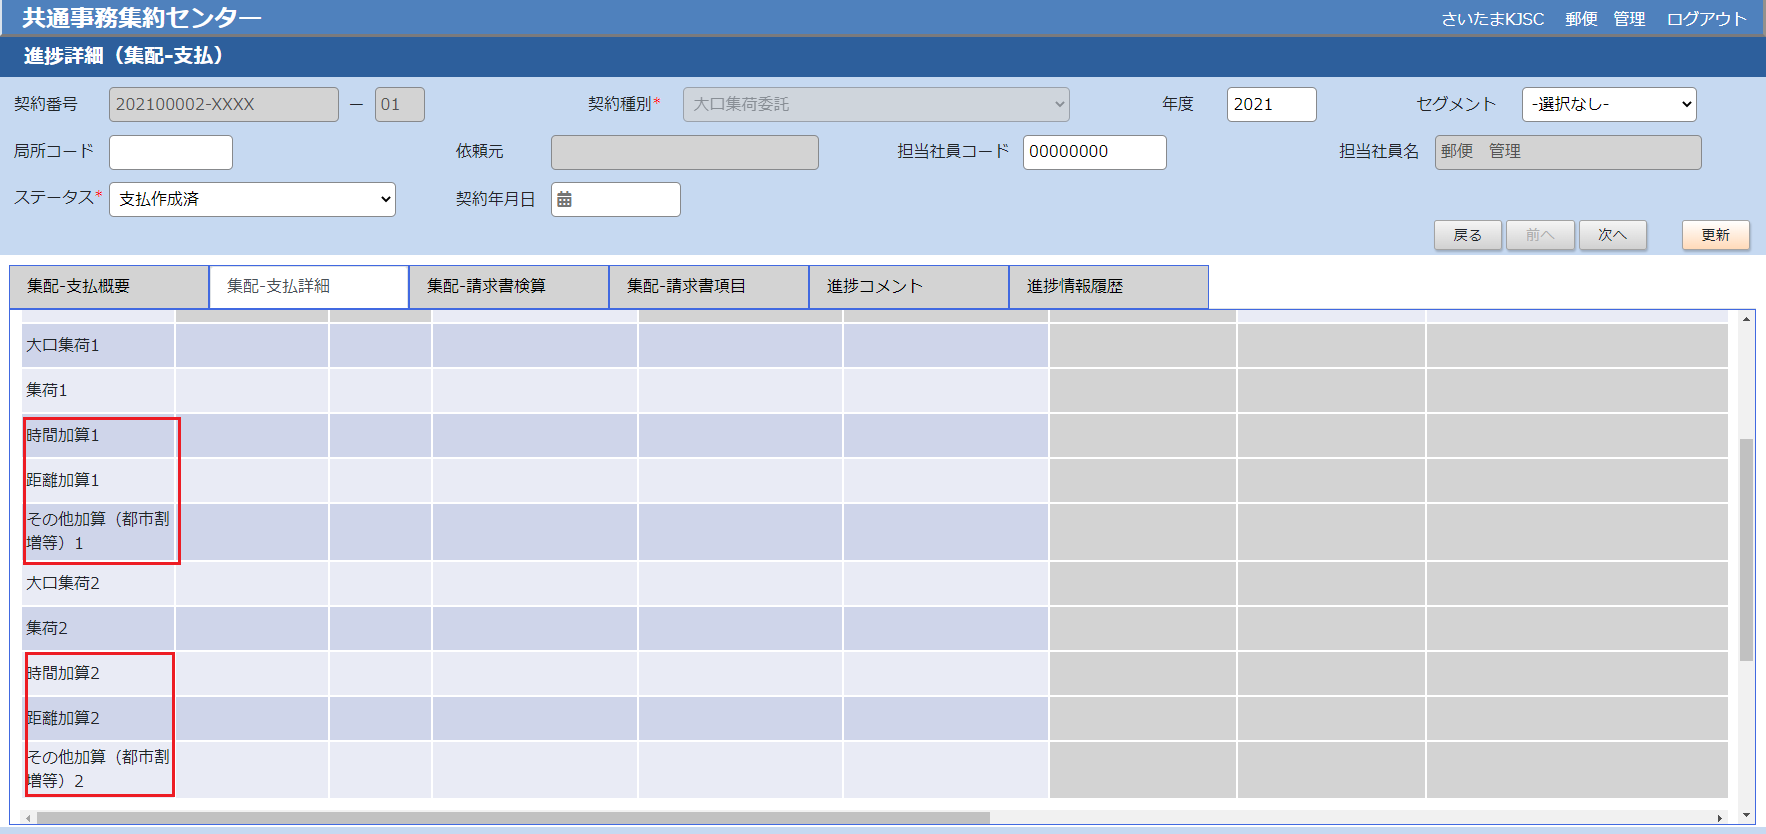 共通事務集約センター
さいたまKJSC 郵便 管理 ログアウト
進捗詳細（集配-支払）
契約番号 202100002-XXXX ー 01 契約種別* 大口集荷委託 年度 2021 セグメント -選択なし-
局所コード 依頼元 担当社員コード 00000000 担当社員名 郵便 管理
ステータス* 支払作成済 契約年月日
戻る 前へ 次へ 更新
集配-支払概要 集配-支払詳細 集配-請求書検算 集配-請求書項目 進捗コメント 進捗情報履歴
大口集荷1
集荷1
時間加算1
距離加算1
その他加算（都市割
増等）1
大口集荷2
集荷2
時間加算2
距離加算2
その他加算（都市割
増等）2